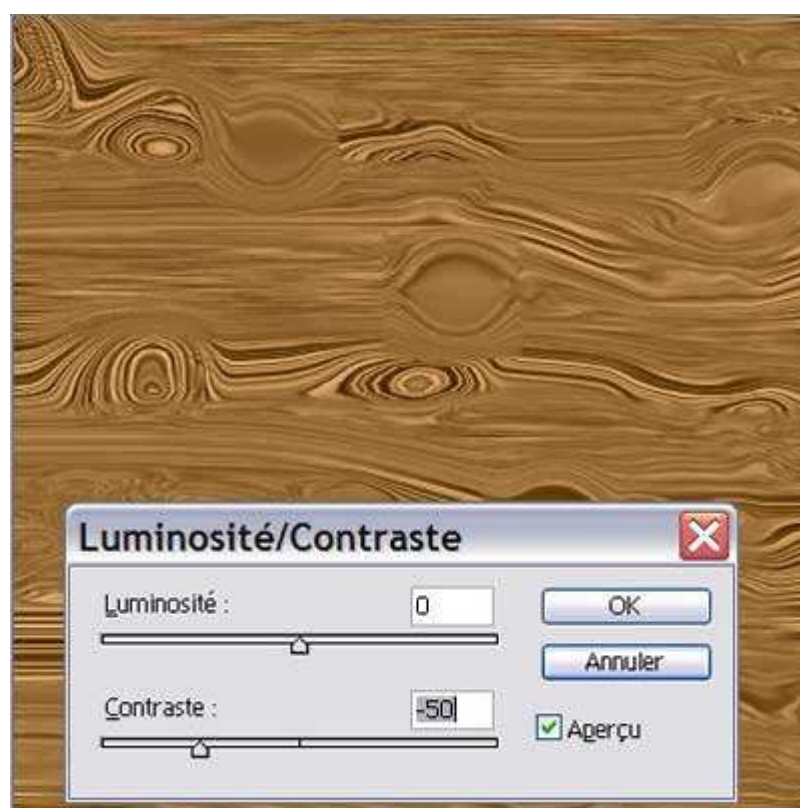 Luminosité/Contraste
Luminosité : 0 OK
Annuler
Contraste : -50
Aperçu